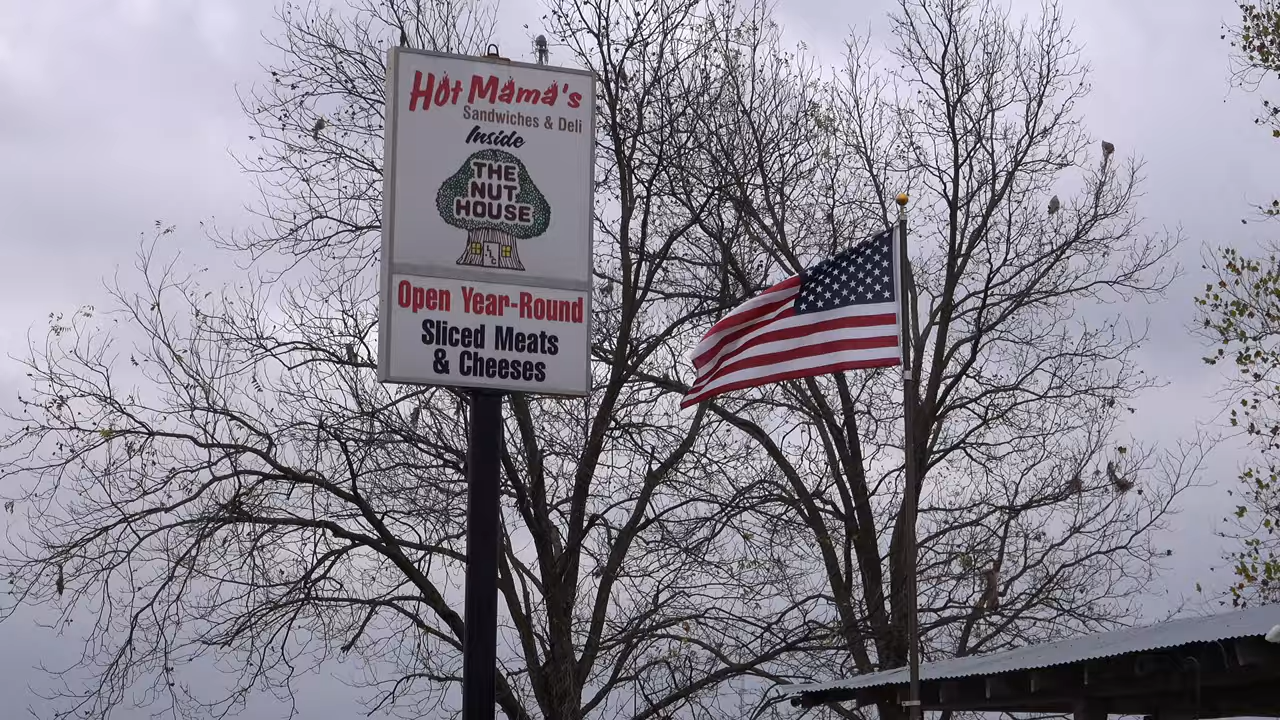 Hot Mama's
Sandwiches & Deli
Inside
THE
NUT
HOUSE
Open Year-Round
Sliced Meats
& Cheeses